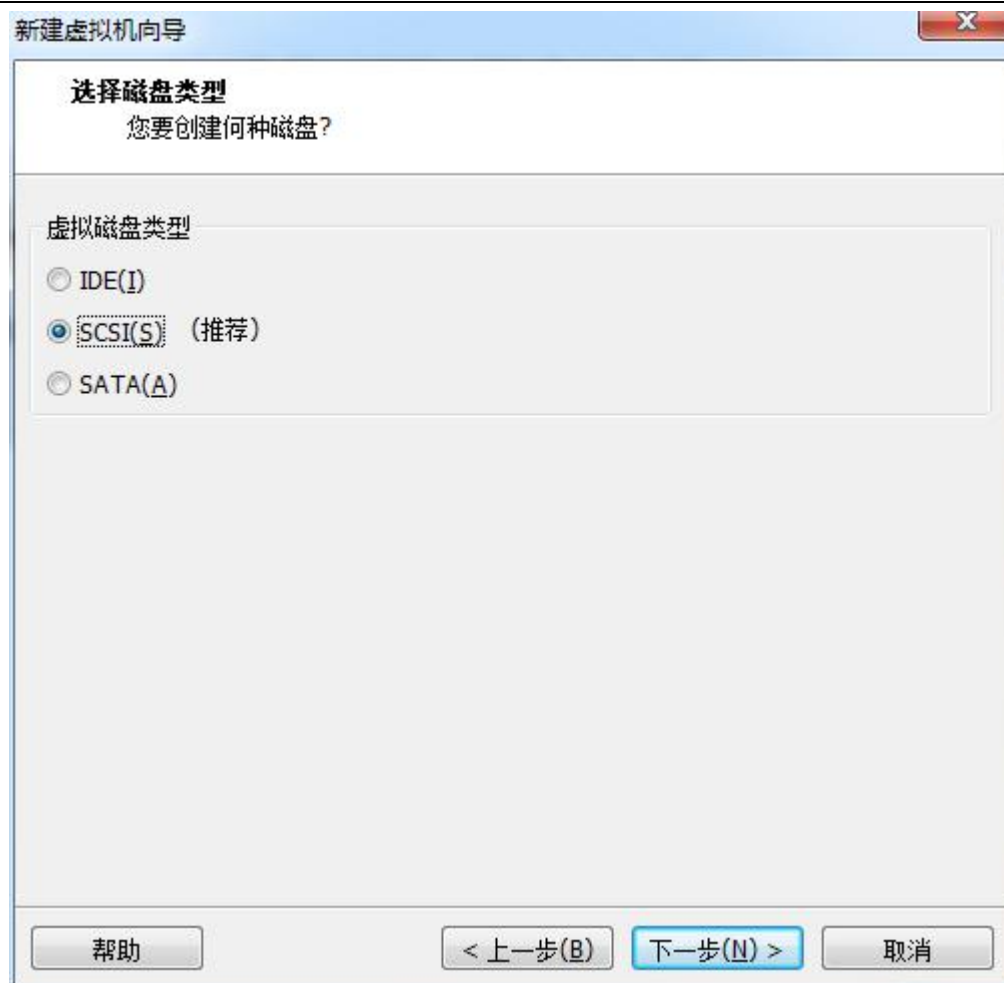 新建虚拟机向导
选择磁盘类型
您要创建何种磁盘?
虚拟磁盘类型
IDE(I)
SCSI(S) （推荐）
SATA(A)
帮助 < 上一步(B) 下一步(N) > 取消